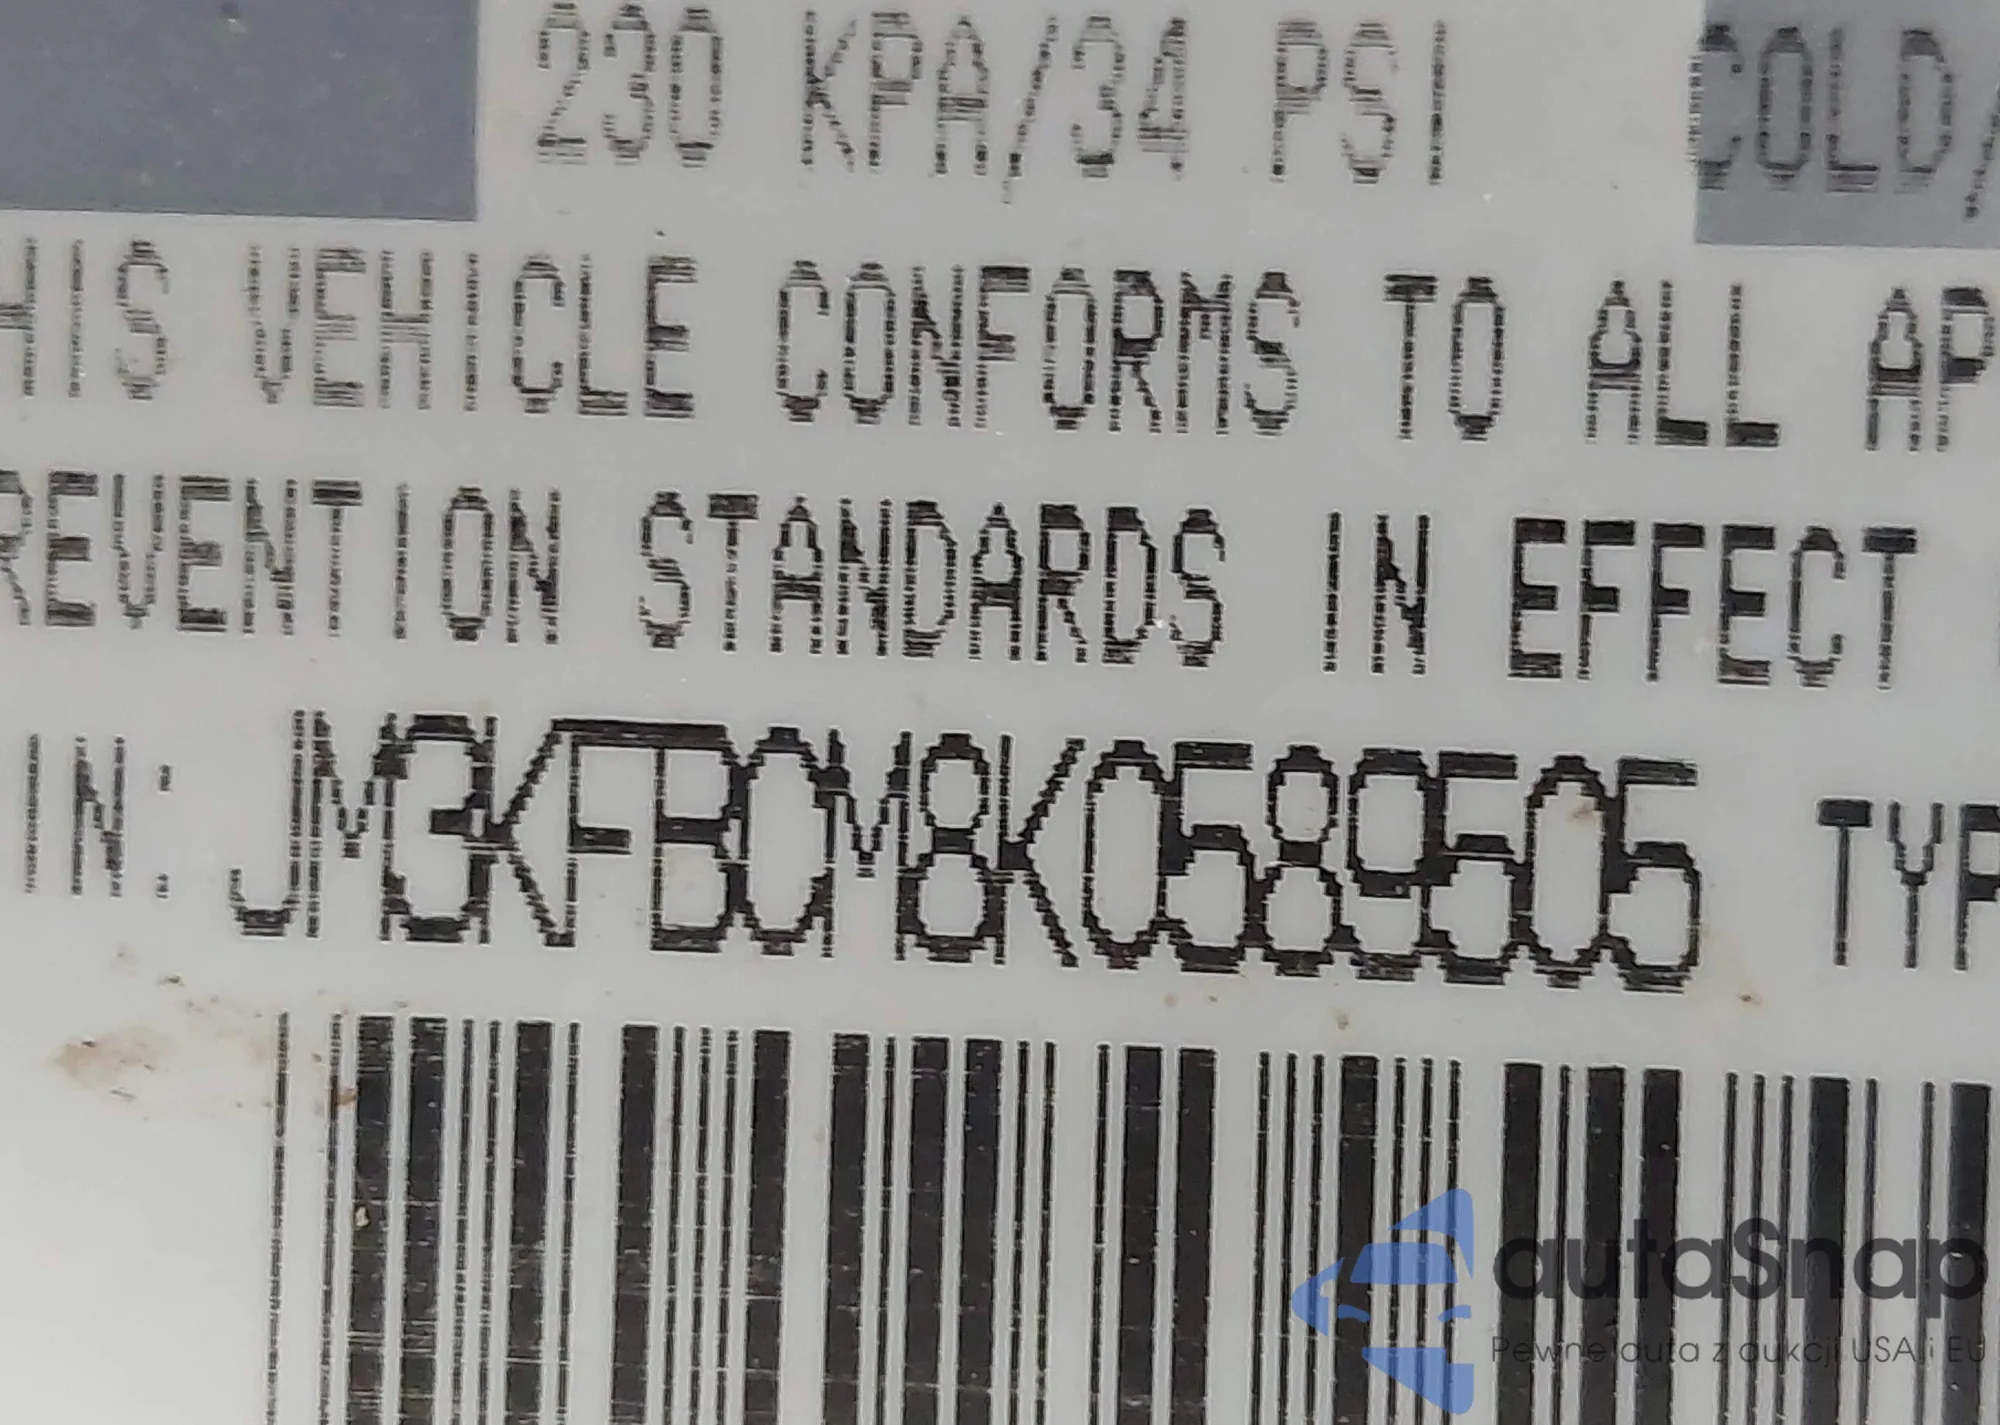 230 KPA/34 PSI COLD/
HIS VEHICLE CONFORMS TO ALL AP
REVENTION STANDARDS IN EFFECT
IN: JM3KFBCM8K0589505 TYP
autaSnap
Pewne auta z aukcji USA i EU